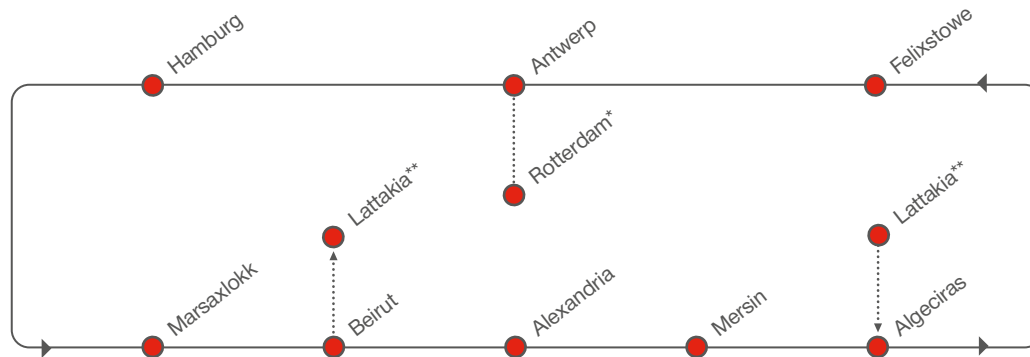 Hamburg
Antwerp
Felixstowe
Rotterdam*
Lattakia**
Lattakia**
Marsaxlokk
Beirut
Alexandria
Mersin
Algeciras